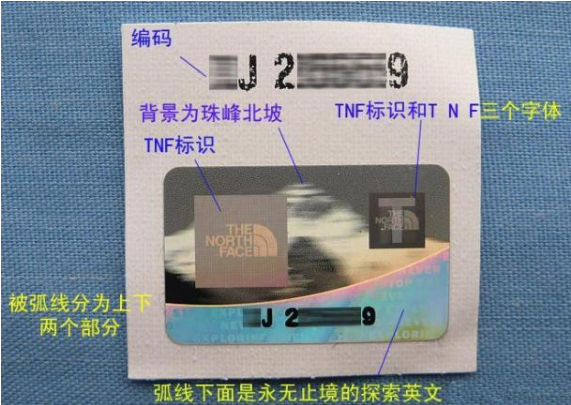 编码
J 2 9
背景为珠峰北坡
TNF标识和T N F三个字体
TNF标识
THE
NORTH
FACE
T
THE
NORTH
FACE
被弧线分为上下
两个部分
J 2 9
NEVER
STOP
EXPLORING
弧线下面是永无止境的探索英文